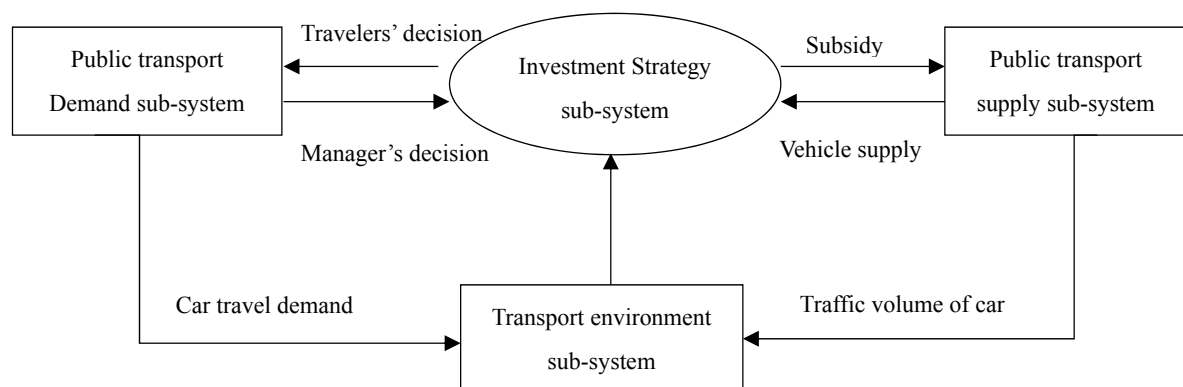 Travelers’ decision
Public transport
Demand sub-system
Investment Strategy
sub-system
Subsidy
Public transport
supply sub-system
Manager’s decision
Vehicle supply
Car travel demand
Transport environment
sub-system
Traffic volume of car